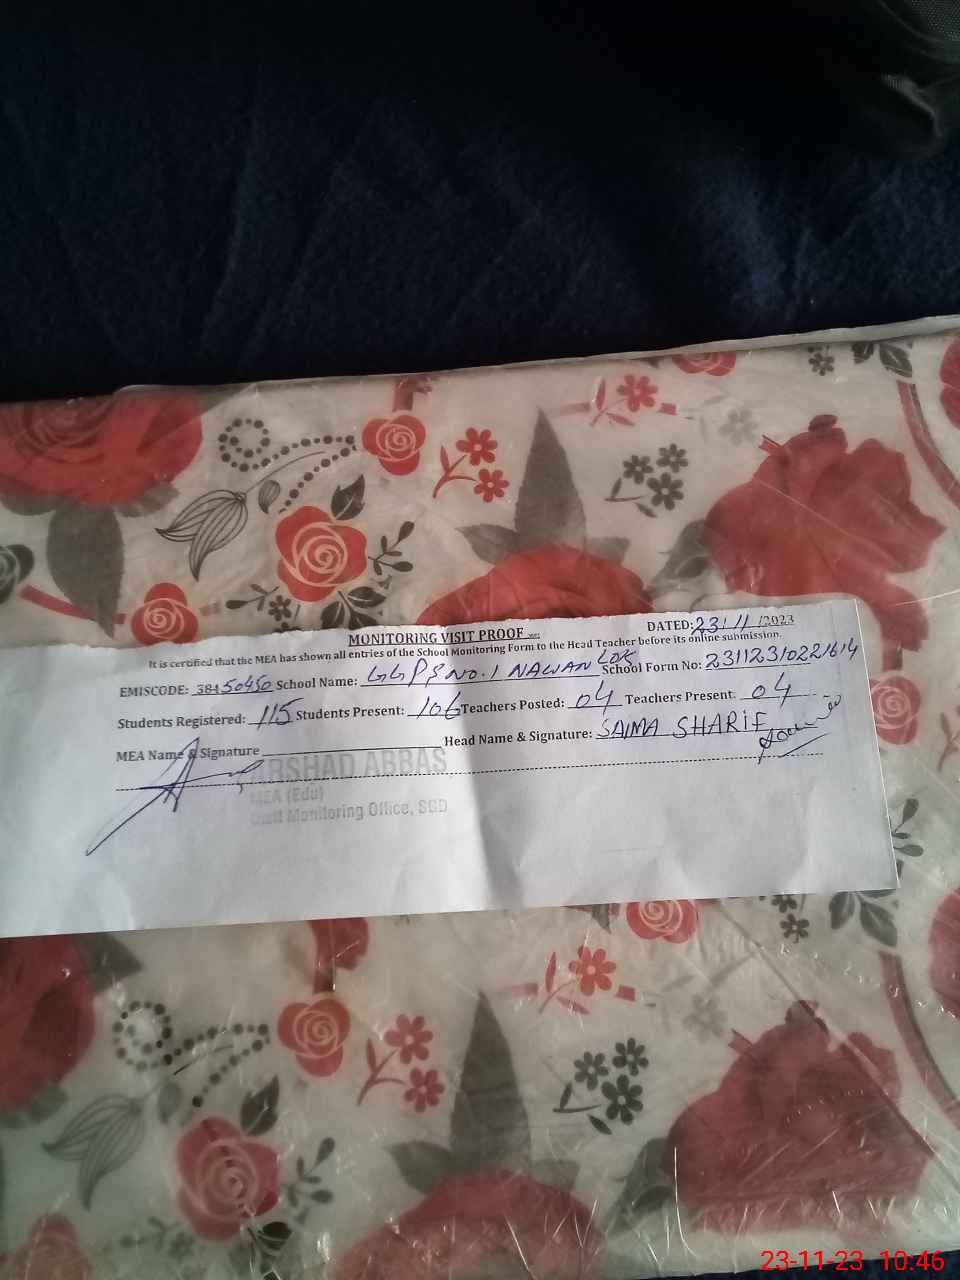 MONITORING VISIT PROOF
DATED: 23/11/2023
It is certified that the MEA has shown all entries of the School Monitoring Form to the Head Teacher before its online submission.
EMISCODE: 38450450 School Name: GGPS NO.1 NAWAN LOK School Form No: 23112310221614
Students Registered: 115 Students Present: 106 Teachers Posted: 04 Teachers Present: 04
MEA Name & Signature Head Name & Signature: SAIMA SHARIF
ARSHAD ABBAS
MEA (Edu)
Monitoring Office, SGD
23-11-23 10:46